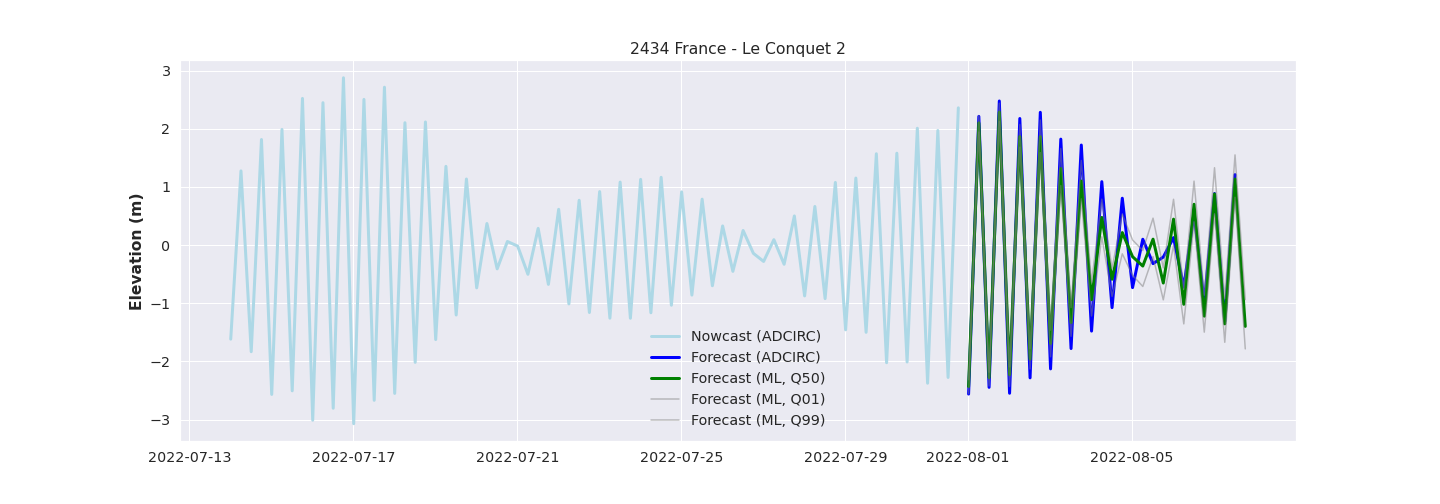 2434 France - Le Conquet 2
Elevation (m)
3
2
1
0
−1
−2
−3
Nowcast (ADCIRC)
Forecast (ADCIRC)
Forecast (ML, Q50)
Forecast (ML, Q01)
Forecast (ML, Q99)
2022-07-13 2022-07-17 2022-07-21 2022-07-25 2022-07-29 2022-08-01 2022-08-05